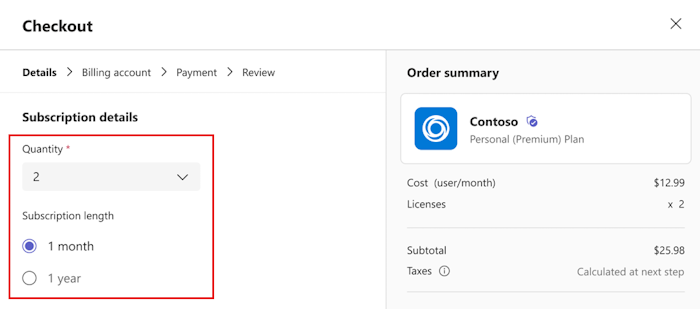 Checkout
Details > Billing account > Payment > Review
Subscription details
Quantity *
2
Subscription length
1 month
1 year
Order summary
Contoso
Personal (Premium) Plan
Cost (user/month) $12.99
Licenses x 2
Subtotal $25.98
Taxes Calculated at next step